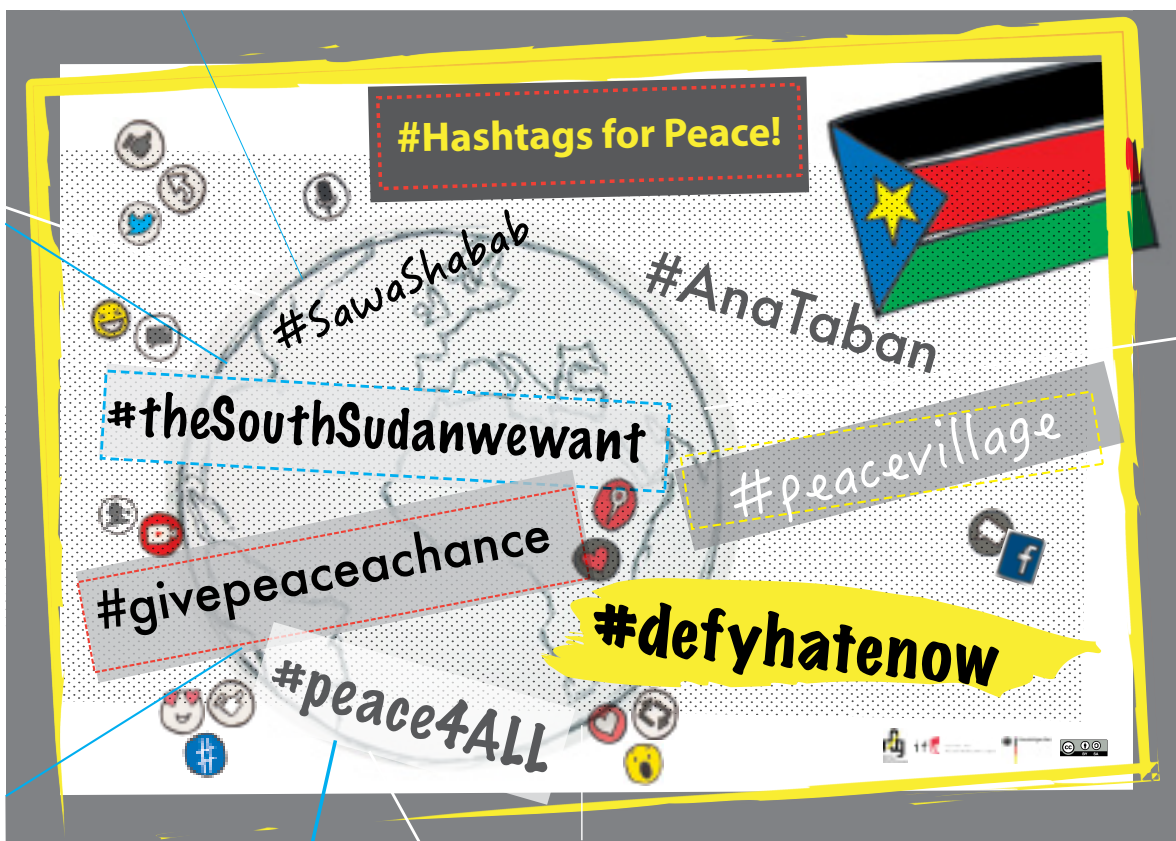 #Hashtags for Peace!
#SawaShabab
#AnaTaban
#theSouthSudanwewant
#peacevillage
#givepeaceachance
#defyhatenow
#peace4ALL